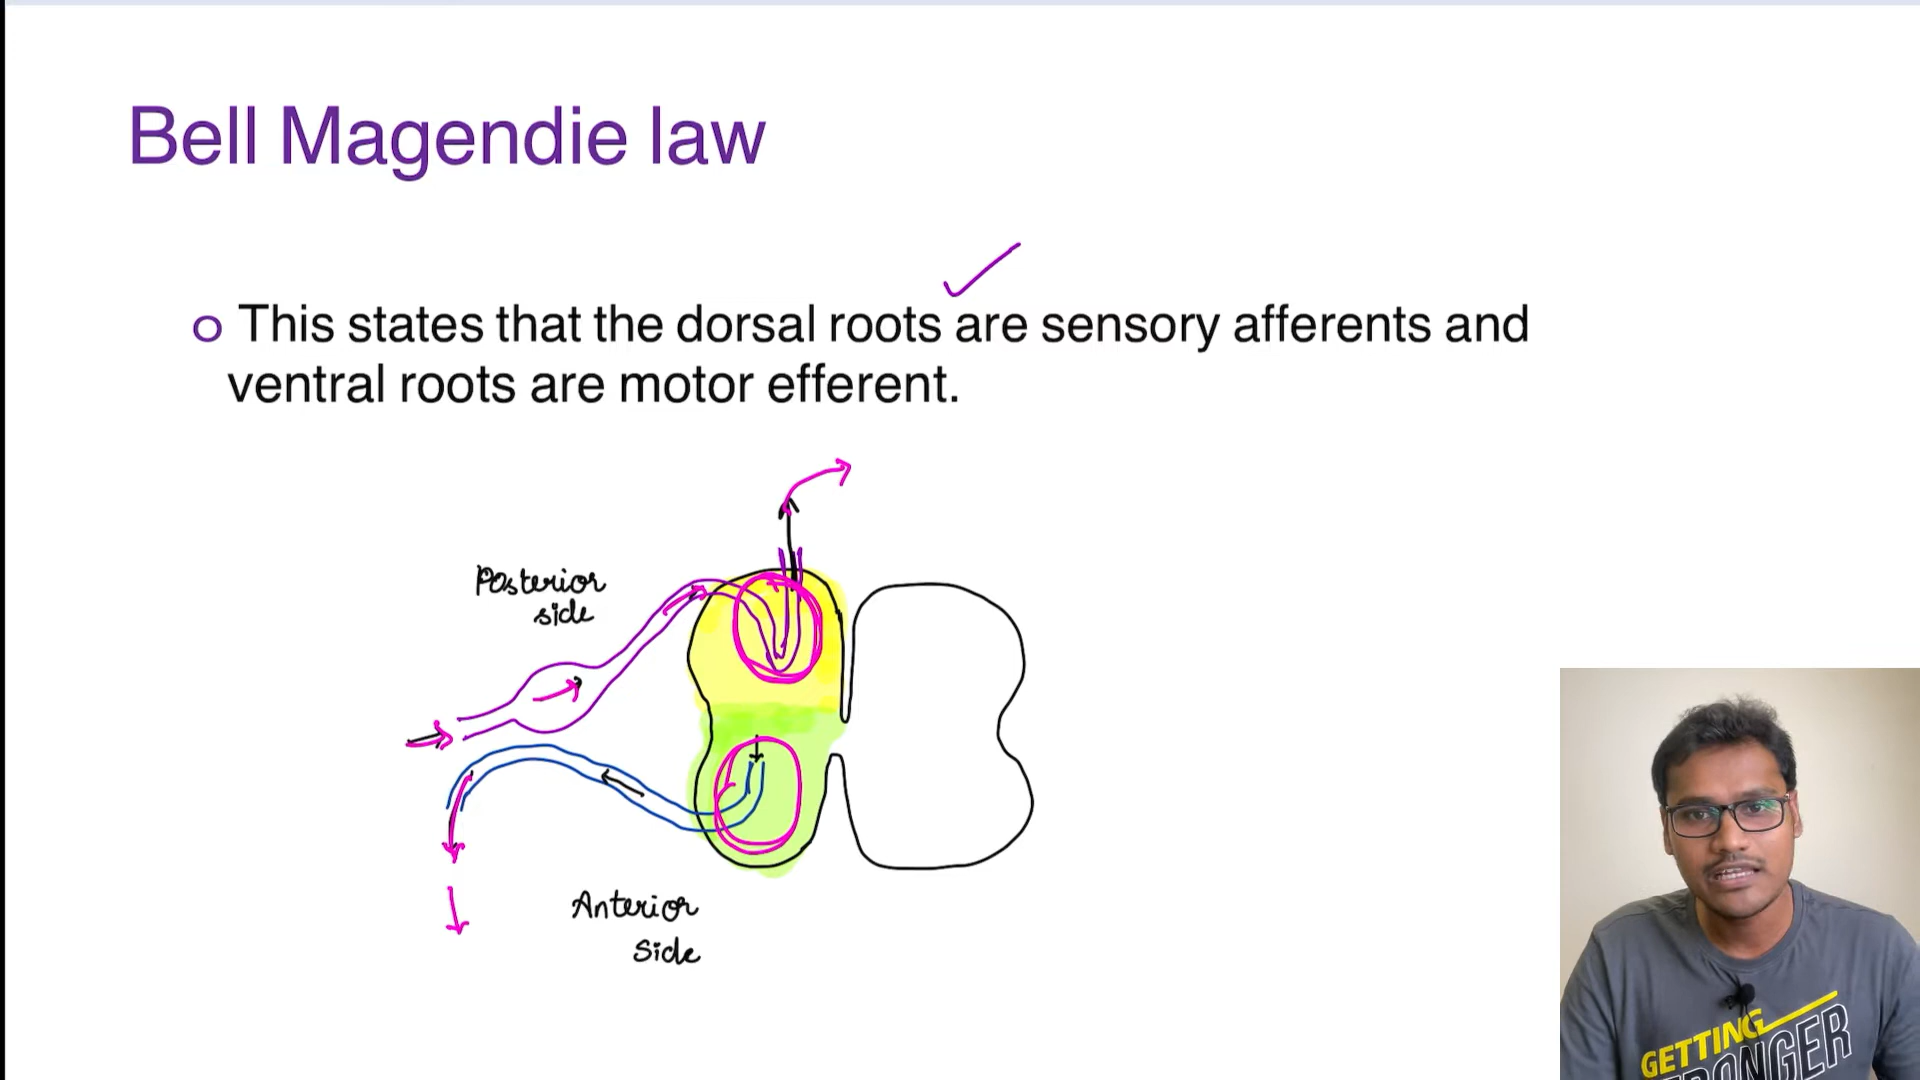 Bell Magendie law
o This states that the dorsal roots are sensory afferents and
ventral roots are motor efferent.
Posterior
side
Anterior
Side
GETTING